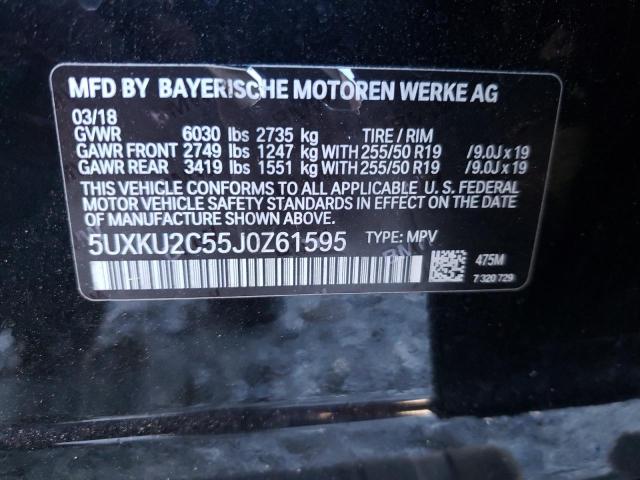 MFD BY BAYERISCHE MOTOREN WERKE AG
03/18
GVWR 6030 lbs 2735 kg TIRE / RIM
GAWR FRONT 2749 lbs 1247 kg WITH 255/50 R19 /9.0J x 19
GAWR REAR 3419 lbs 1551 kg WITH 255/50 R19 /9.0J x 19
THIS VEHICLE CONFORMS TO ALL APPLICABLE U. S. FEDERAL
MOTOR VEHICLE SAFETY STANDARDS IN EFFECT ON THE
DATE OF MANUFACTURE SHOWN ABOVE.
5UXKU2C55J0Z61595 TYPE: MPV
475M
7 320 729